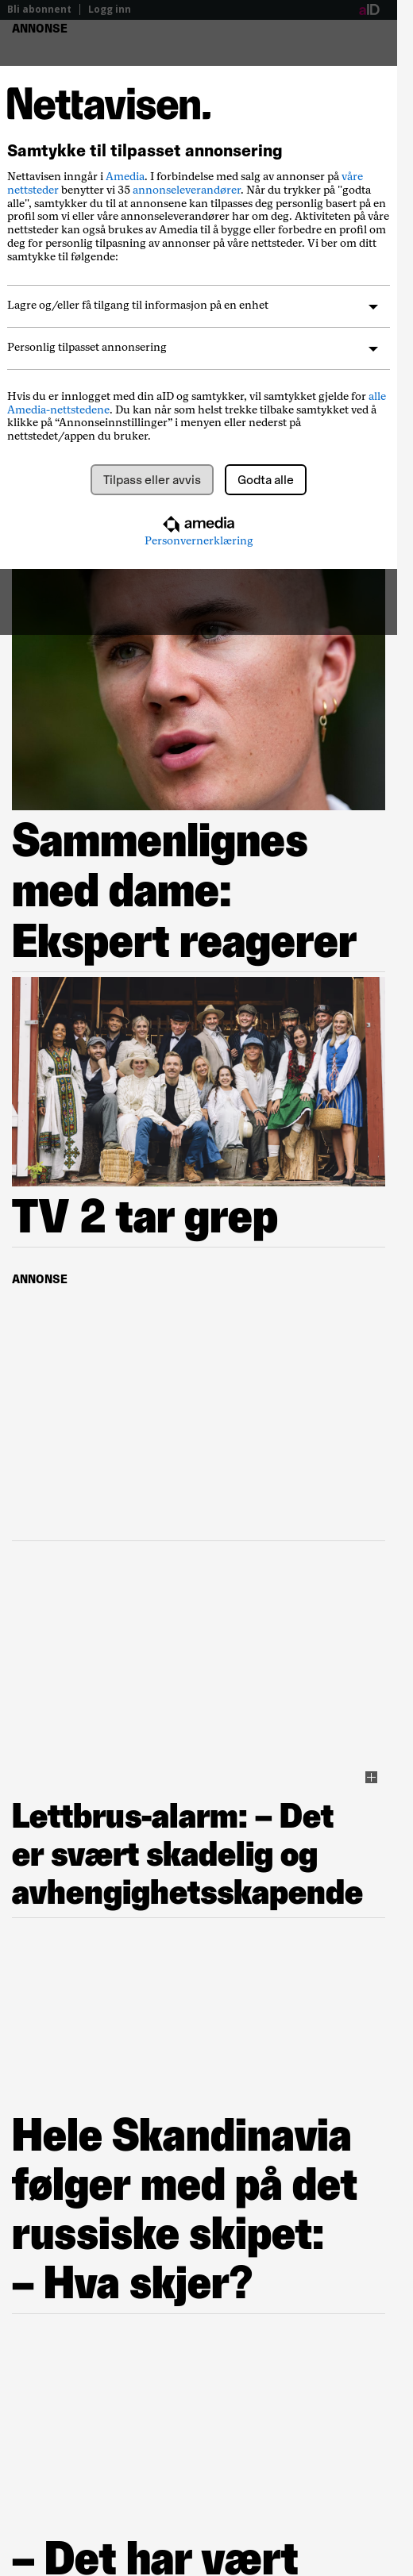 Bli abonnent | Logg inn
aID
ANNONSE
Nettavisen.
Samtykke til tilpasset annonsering
Nettavisen inngår i Amedia. I forbindelse med salg av annonser på våre
nettsteder benytter vi 35 annonseleverandører. Når du trykker på "godta
alle", samtykker du til at annonsene kan tilpasses deg personlig basert på en
profil som vi eller våre annonseleverandører har om deg. Aktiviteten på våre
nettsteder kan også brukes av Amedia til å bygge eller forbedre en profil om
deg for personlig tilpasning av annonser på våre nettsteder. Vi ber om ditt
samtykke til følgende:
Lagre og/eller få tilgang til informasjon på en enhet
Personlig tilpasset annonsering
Hvis du er innlogget med din aID og samtykker, vil samtykket gjelde for alle
Amedia-nettstedene. Du kan når som helst trekke tilbake samtykket ved å
klikke på “Annonseinnstillinger” i menyen eller nederst på
nettstedet/appen du bruker.
Tilpass eller avvis
Godta alle
amedia
Personvernerklæring
Sammenlignes
med dame:
Ekspert reagerer
TV 2 tar grep
ANNONSE
Lettbrus-alarm: – Det
er svært skadelig og
avhengighetsskapende
Hele Skandinavia
følger med på det
russiske skipet:
– Hva skjer?
– Det har vært